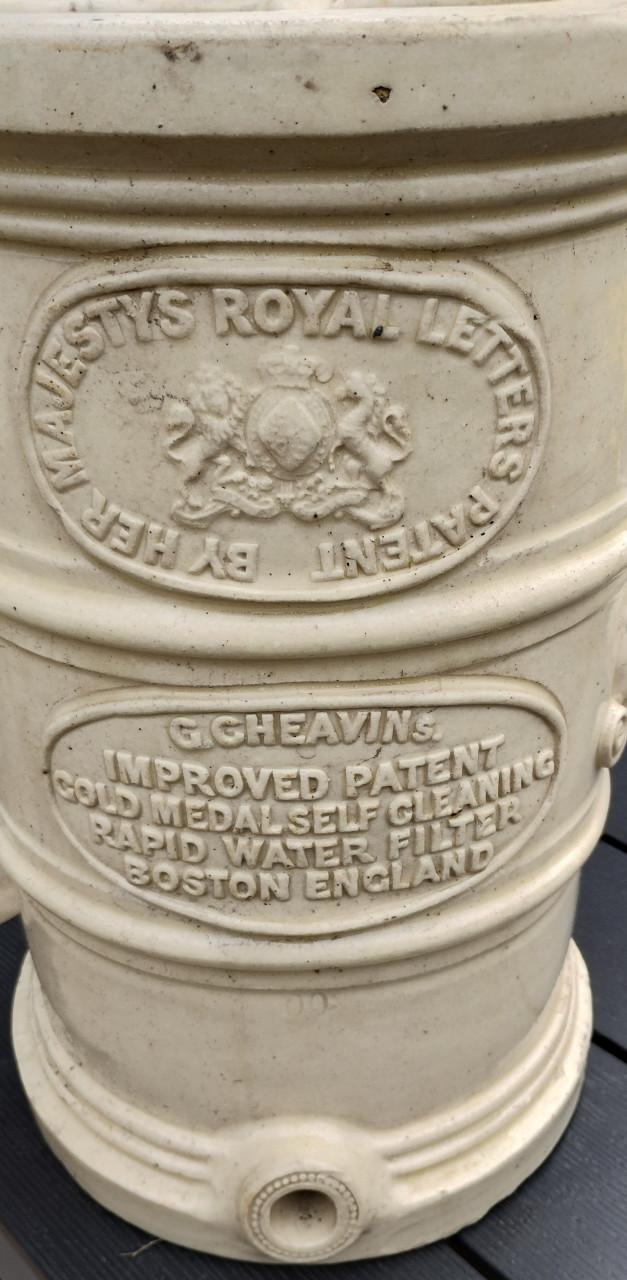 BY HER MAJESTYS ROYAL LETTERS PATENT
G. CHEAVINS.
IMPROVED PATENT
GOLD MEDAL SELF CLEANING
RAPID WATER FILTER
BOSTON ENGLAND